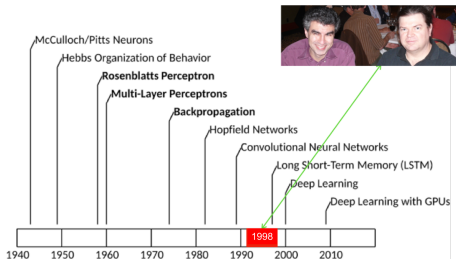 McCulloch/Pitts Neurons
Hebbs Organization of Behavior
Rosenblatts Perceptron
Multi-Layer Perceptrons
Backpropagation
Hopfield Networks
Convolutional Neural Networks
Long Short-Term Memory (LSTM)
Deep Learning
Deep Learning with GPUs
1998
1940 1950 1960 1970 1980 1990 2000 2010